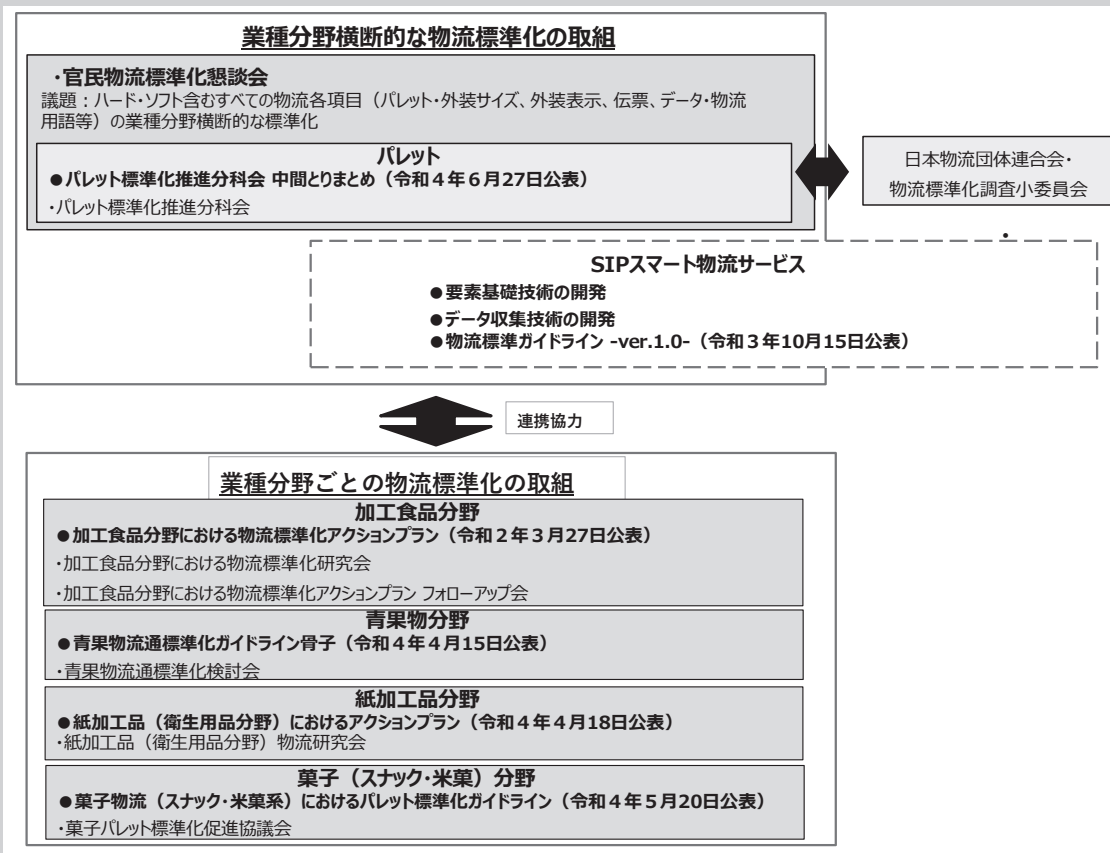 業種分野横断的な物流標準化の取組
・官民物流標準化懇談会
議題：ハード・ソフト含むすべての物流各項目（パレット・外装サイズ、外装表示、伝票、データ・物流
用語等）の業種分野横断的な標準化
パレット
●パレット標準化推進分科会 中間とりまとめ（令和４年６月27日公表）
・パレット標準化推進分科会
日本物流団体連合会・
物流標準化調査小委員会
・
SIPスマート物流サービス
●要素基礎技術の開発
●データ収集技術の開発
●物流標準ガイドライン -ver.1.0-（令和３年10月15日公表）
連携協力
業種分野ごとの物流標準化の取組
加工食品分野
●加工食品分野における物流標準化アクションプラン（令和２年３月27日公表）
・加工食品分野における物流標準化研究会
・加工食品分野における物流標準化アクションプラン フォローアップ会
青果物分野
●青果物流通標準化ガイドライン骨子（令和４年４月15日公表）
・青果物流通標準化検討会
紙加工品分野
●紙加工品（衛生用品分野）におけるアクションプラン（令和４年４月18日公表）
・紙加工品（衛生用品分野）物流研究会
菓子（スナック・米菓）分野
●菓子物流（スナック・米菓系）におけるパレット標準化ガイドライン（令和４年５月20日公表）
・菓子パレット標準化促進協議会